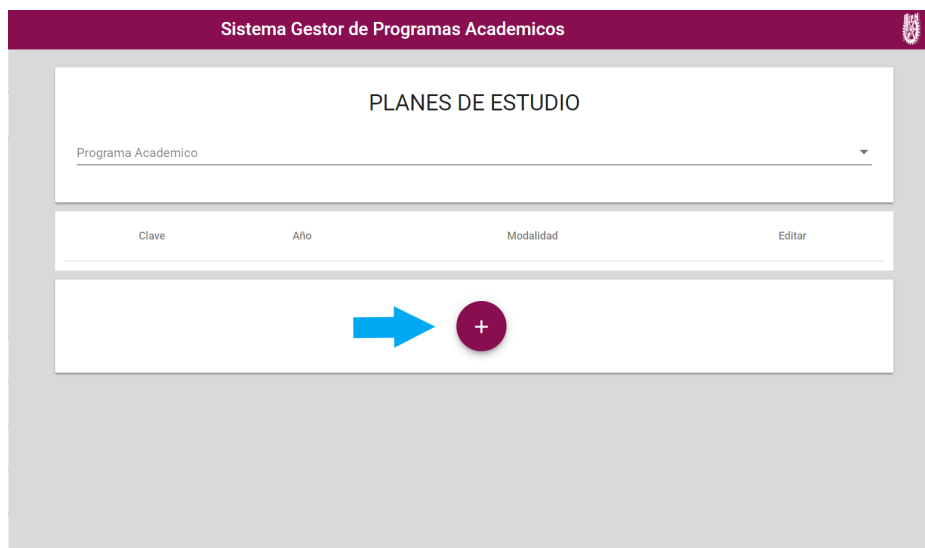 Sistema Gestor de Programas Academicos
PLANES DE ESTUDIO
Programa Academico
Clave Año Modalidad Editar
+